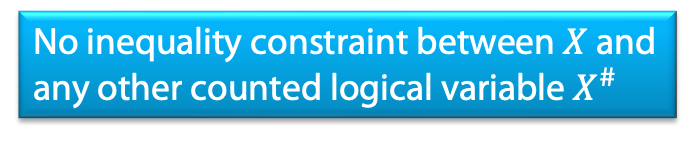 No inequality constraint between X and
any other counted logical variable X#